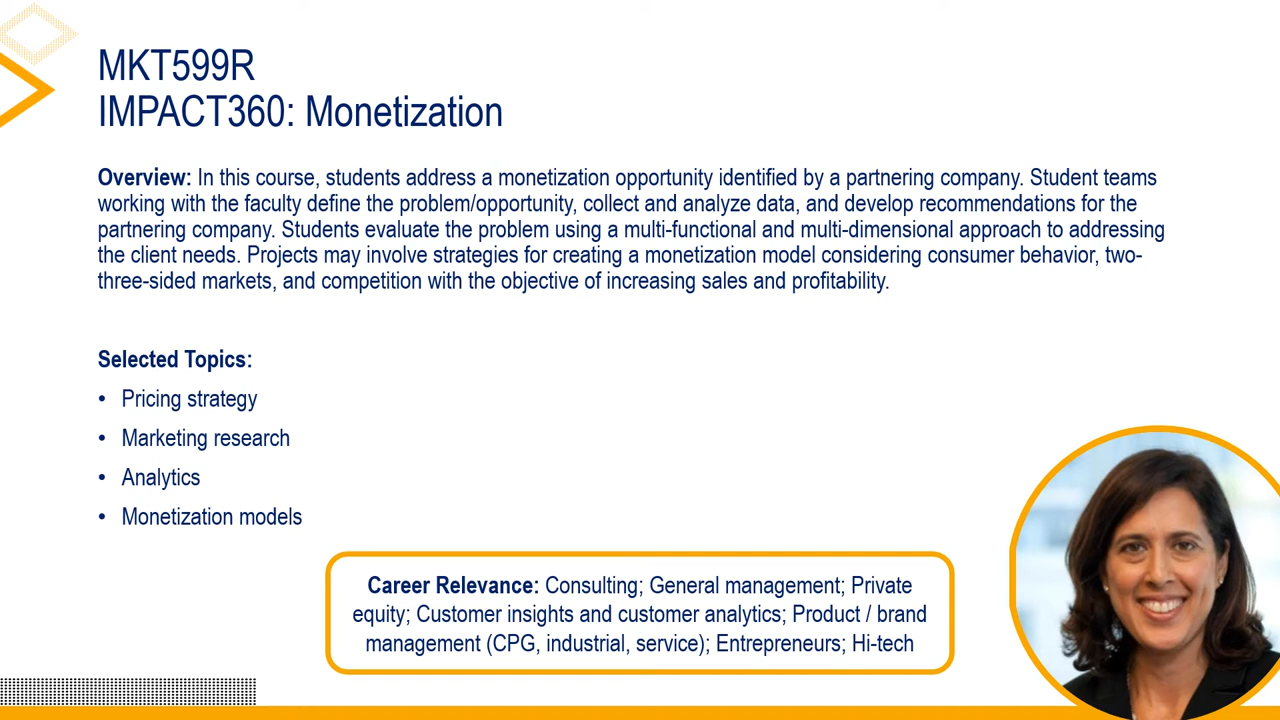 MKT599R
IMPACT360: Monetization
Overview: In this course, students address a monetization opportunity identified by a partnering company. Student teams
working with the faculty define the problem/opportunity, collect and analyze data, and develop recommendations for the
partnering company. Students evaluate the problem using a multi-functional and multi-dimensional approach to addressing
the client needs. Projects may involve strategies for creating a monetization model considering consumer behavior, two-
three-sided markets, and competition with the objective of increasing sales and profitability.
Selected Topics:
• Pricing strategy
• Marketing research
• Analytics
• Monetization models
Career Relevance: Consulting; General management; Private
equity; Customer insights and customer analytics; Product / brand
management (CPG, industrial, service); Entrepreneurs; Hi-tech